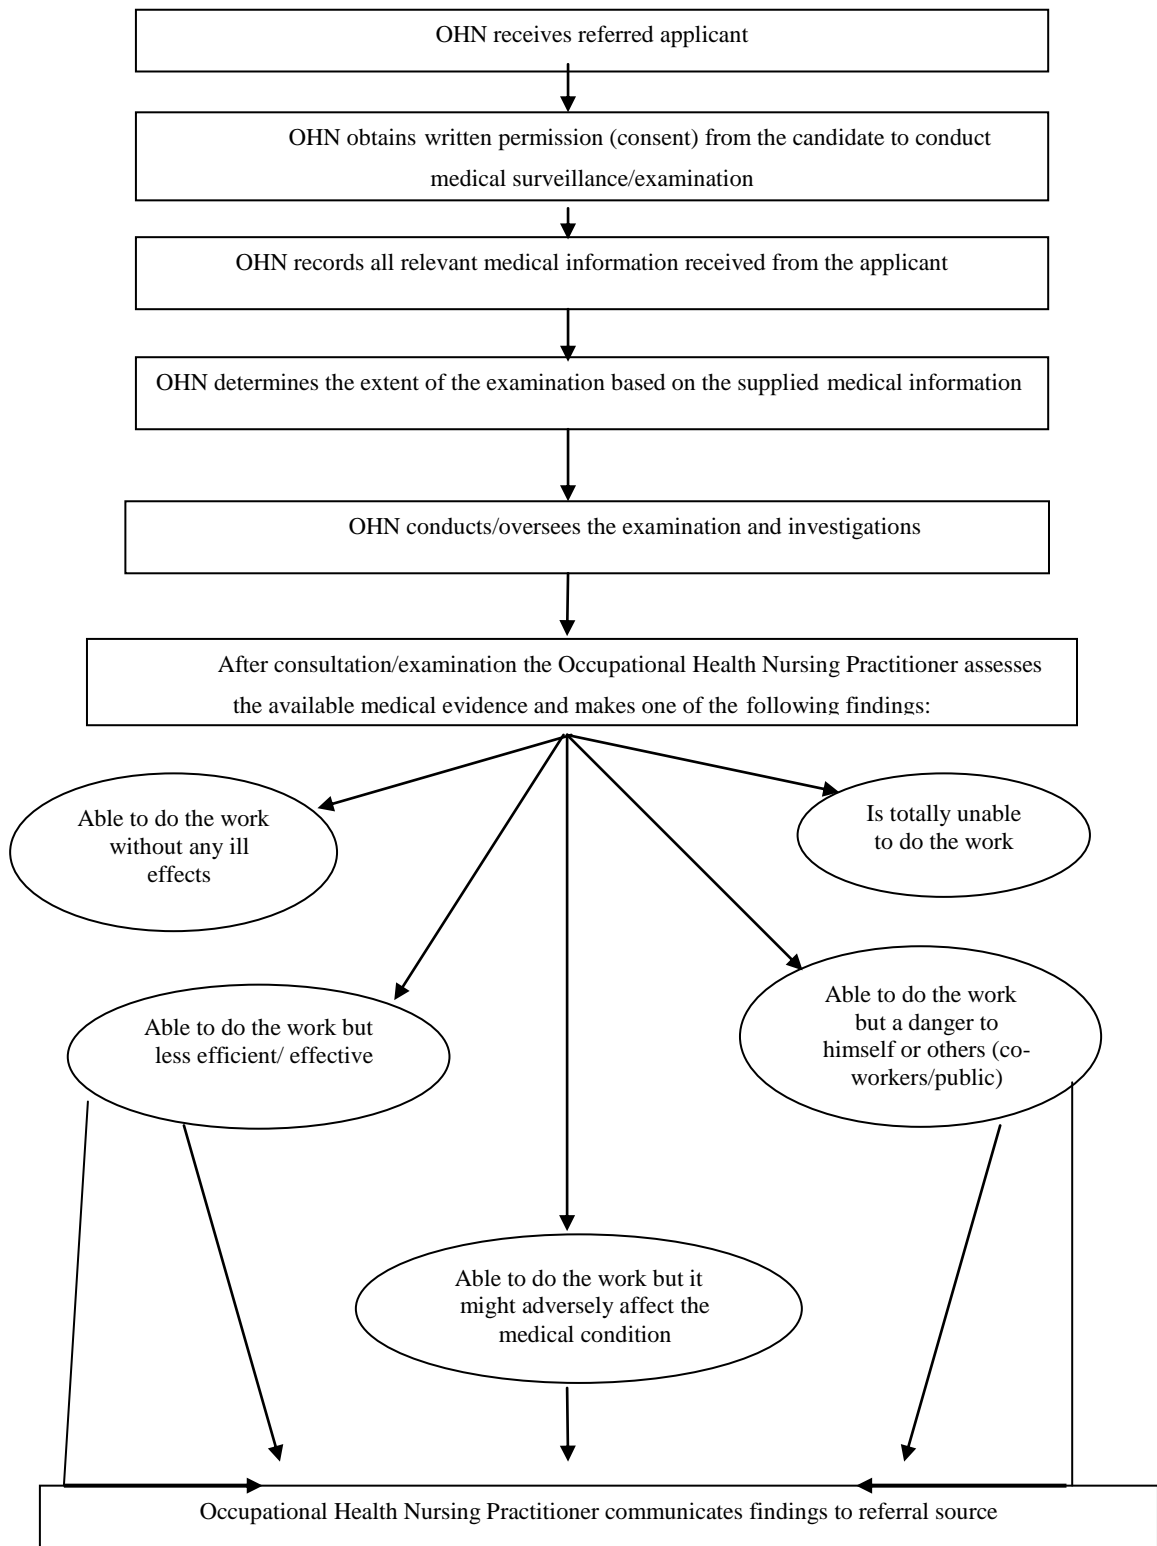 OHN receives referred applicant
OHN obtains written permission (consent) from the candidate to conduct
medical surveillance/examination
OHN records all relevant medical information received from the applicant
OHN determines the extent of the examination based on the supplied medical information
OHN conducts/oversees the examination and investigations
After consultation/examination the Occupational Health Nursing Practitioner assesses
the available medical evidence and makes one of the following findings:
Able to do the work
without any ill
effects
Is totally unable
to do the work
Able to do the work but
less efficient/ effective
Able to do the work
but a danger to
himself or others (co-
workers/public)
Able to do the work but it
might adversely affect the
medical condition
Occupational Health Nursing Practitioner communicates findings to referral source